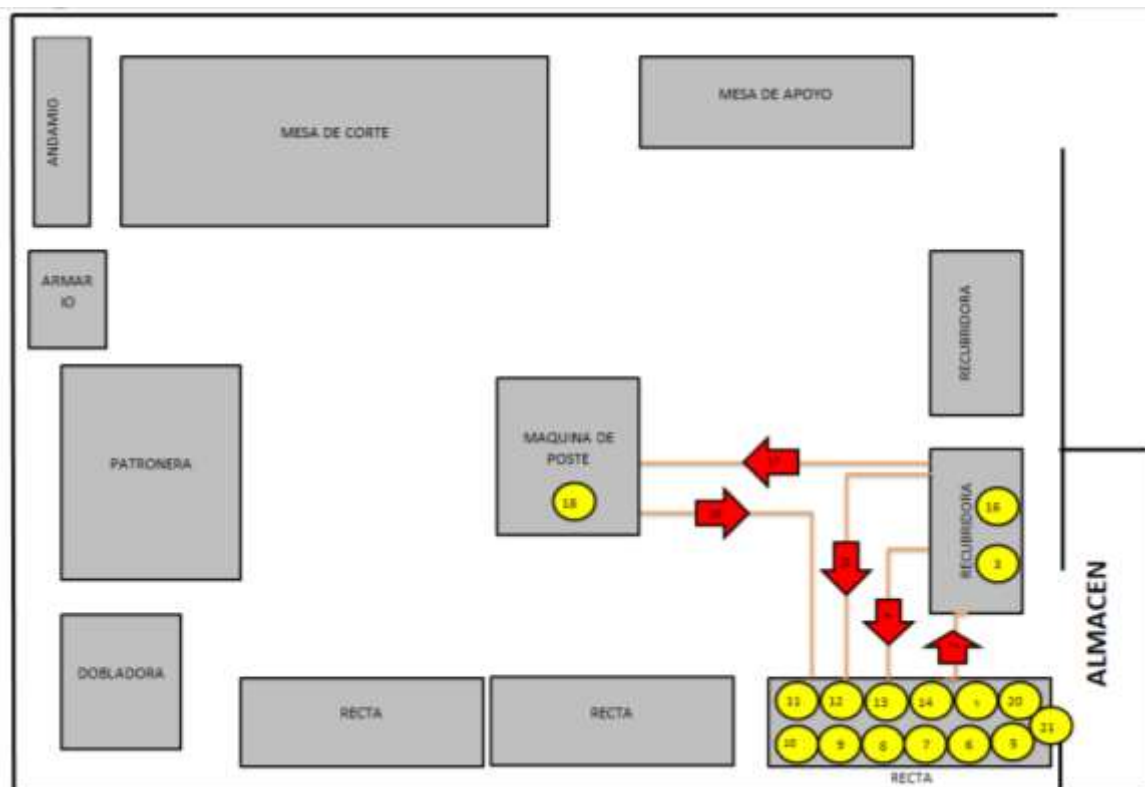 ANDAMIO
MESA DE CORTE
MESA DE APOYO
ARMAR
IO
RECUBRIDORA
MAQUINA DE
POSTE
18
PATRONERA
RECUBRIDORA
16
ALMACEN
DOBLADORA
RECTA
RECTA
11
12
13
14
20
21
10
9
8
7
6
5
RECTA